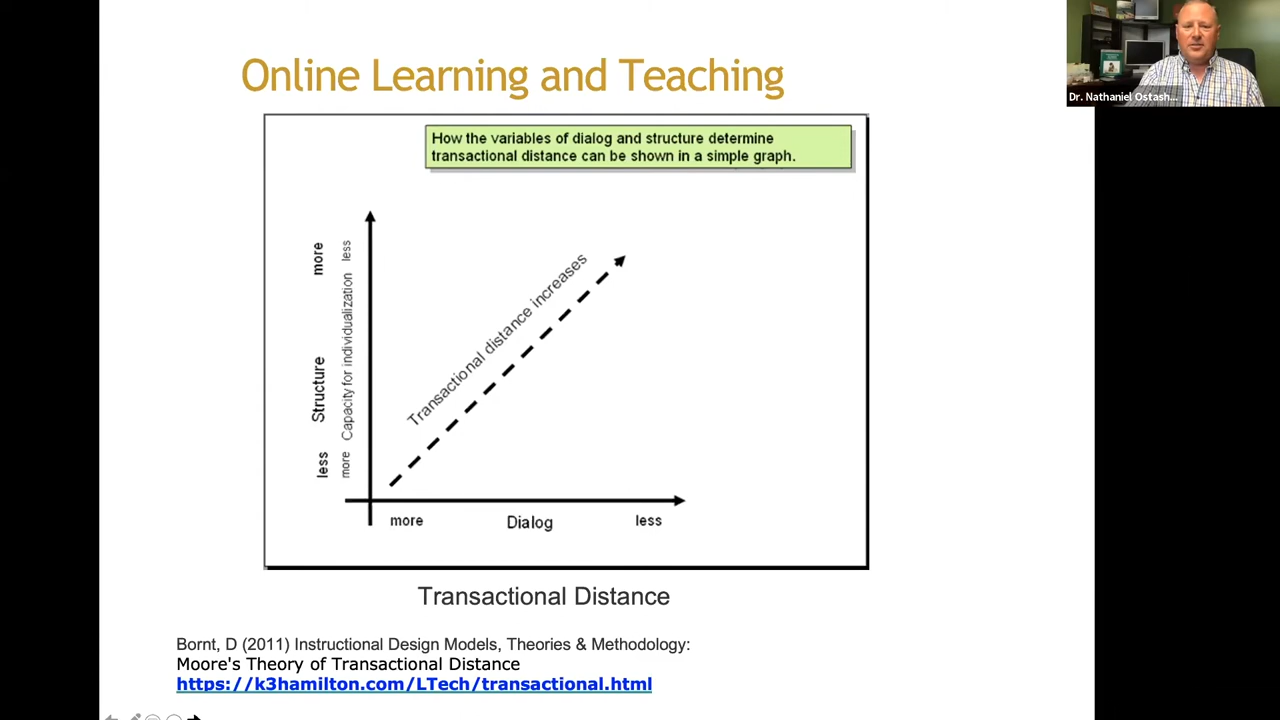 Online Learning and Teaching
Dr. Nathaniel Ostash...
How the variables of dialog and structure determine
transactional distance can be shown in a simple graph.
more
less
Structure
Capacity for individualization
less
more
Transactional distance increases
more
Dialog
less
Transactional Distance
Bornt, D (2011) Instructional Design Models, Theories & Methodology:
Moore's Theory of Transactional Distance
https://k3hamilton.com/LTech/transactional.html